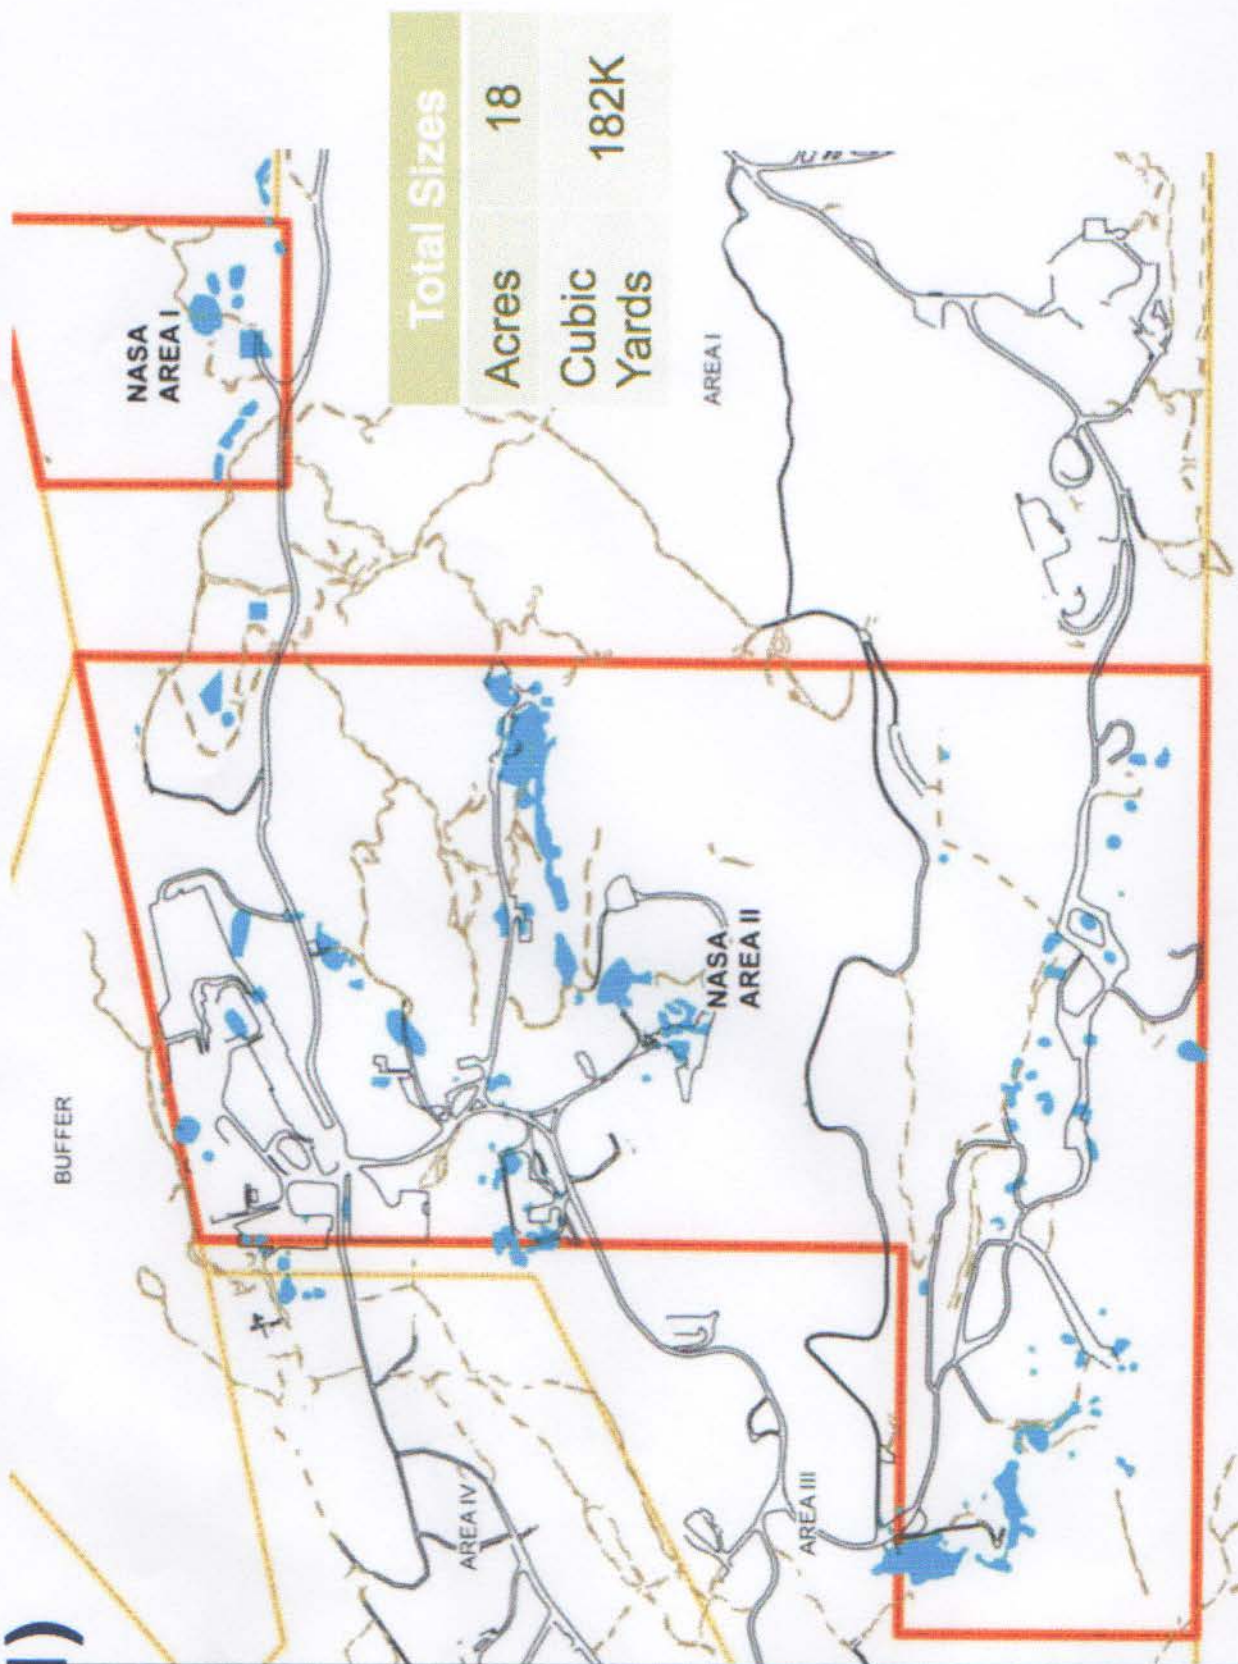 )
BUFFER
NASA
AREA I
Total Sizes
Acres 18
Cubic
Yards 182K
AREA I
NASA
AREA II
AREA IV
AREA III